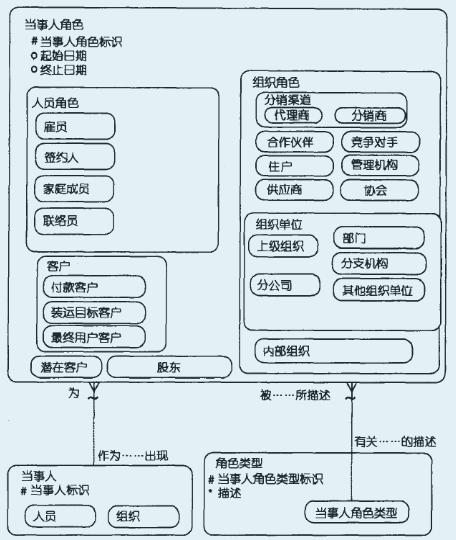 当事人角色
# 当事人角色标识
o 起始日期
o 终止日期
人员角色
雇员
签约人
家庭成员
联络员
客户
付款客户
装运目标客户
最终用户客户
潜在客户
股东
组织角色
分销渠道
代理商 分销商
合作伙伴 竞争对手
住户 管理机构
供应商 协会
组织单位
上级组织 部门
分支机构
分公司 其他组织单位
内部组织
为
被……所描述
作为……出现
有关……的描述
当事人
# 当事人标识
人员 组织
角色类型
# 当事人角色类型标识
* 描述
当事人角色类型